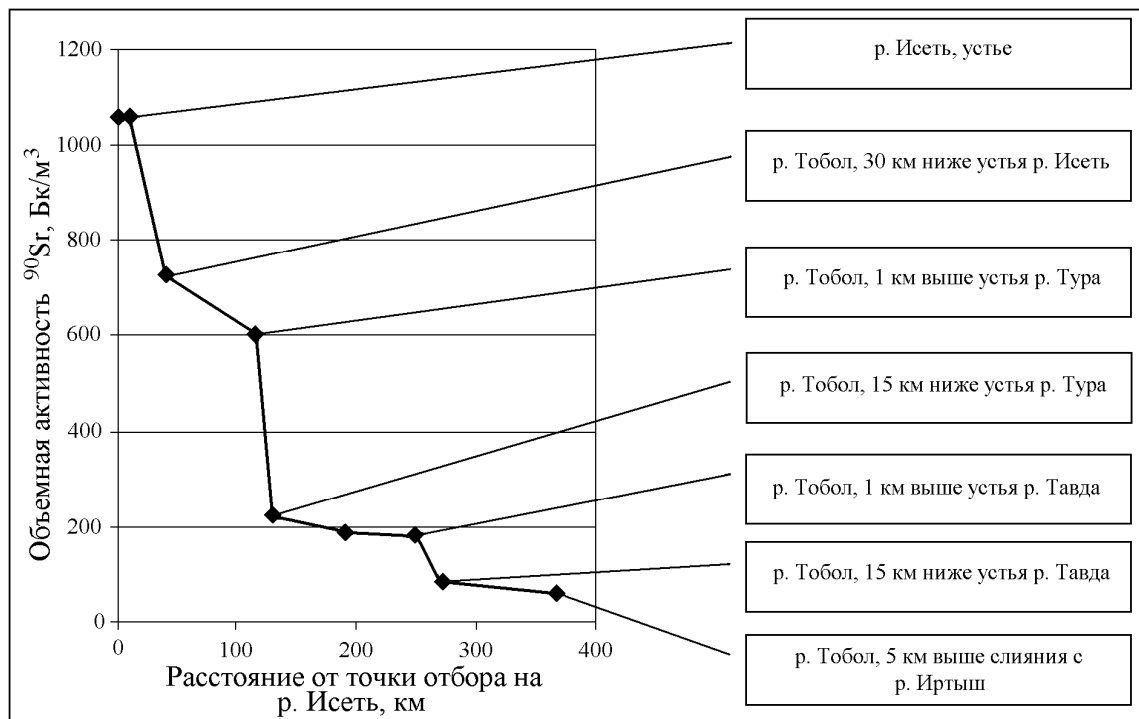 1200
1000
800
600
400
200
0
Объемная активность ⁹⁰Sr, Бк/м³
0 100 200 300 400
Расстояние от точки отбора на
р. Исеть, км
р. Исеть, устье
р. Тобол, 30 км ниже устья р. Исеть
р. Тобол, 1 км выше устья р. Тура
р. Тобол, 15 км ниже устья р. Тура
р. Тобол, 1 км выше устья р. Тавда
р. Тобол, 15 км ниже устья р. Тавда
р. Тобол, 5 км выше слияния с
р. Иртыш